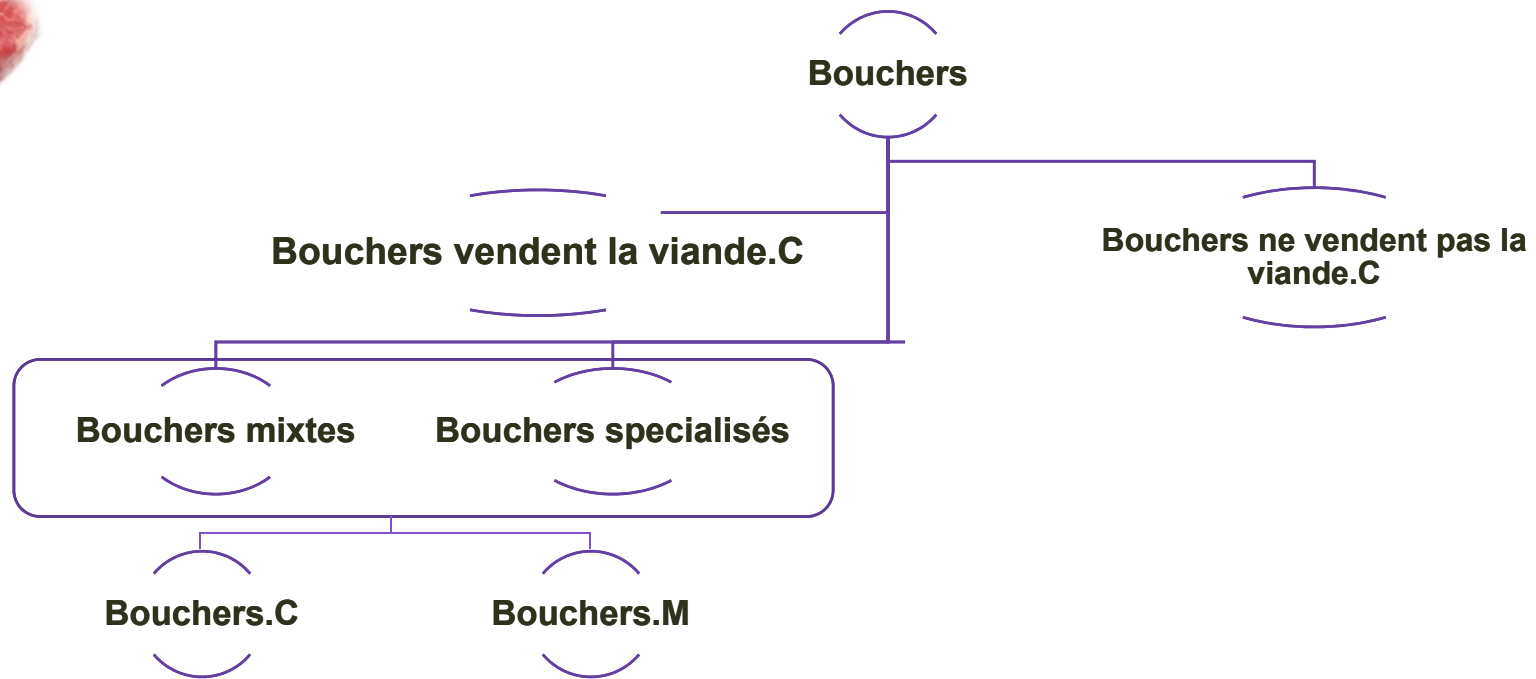 Bouchers
Bouchers vendent la viande.C
Bouchers ne vendent pas la
viande.C
Bouchers mixtes
Bouchers specialisés
Bouchers.C
Bouchers.M